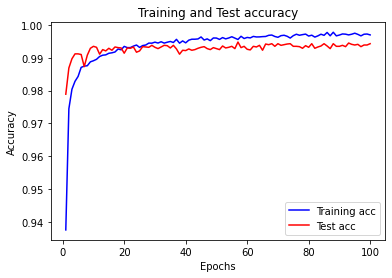 Training and Test accuracy
Accuracy
1.00
0.99
0.98
0.97
0.96
0.95
0.94
0
20
40
60
80
100
Epochs
Training acc
Test acc